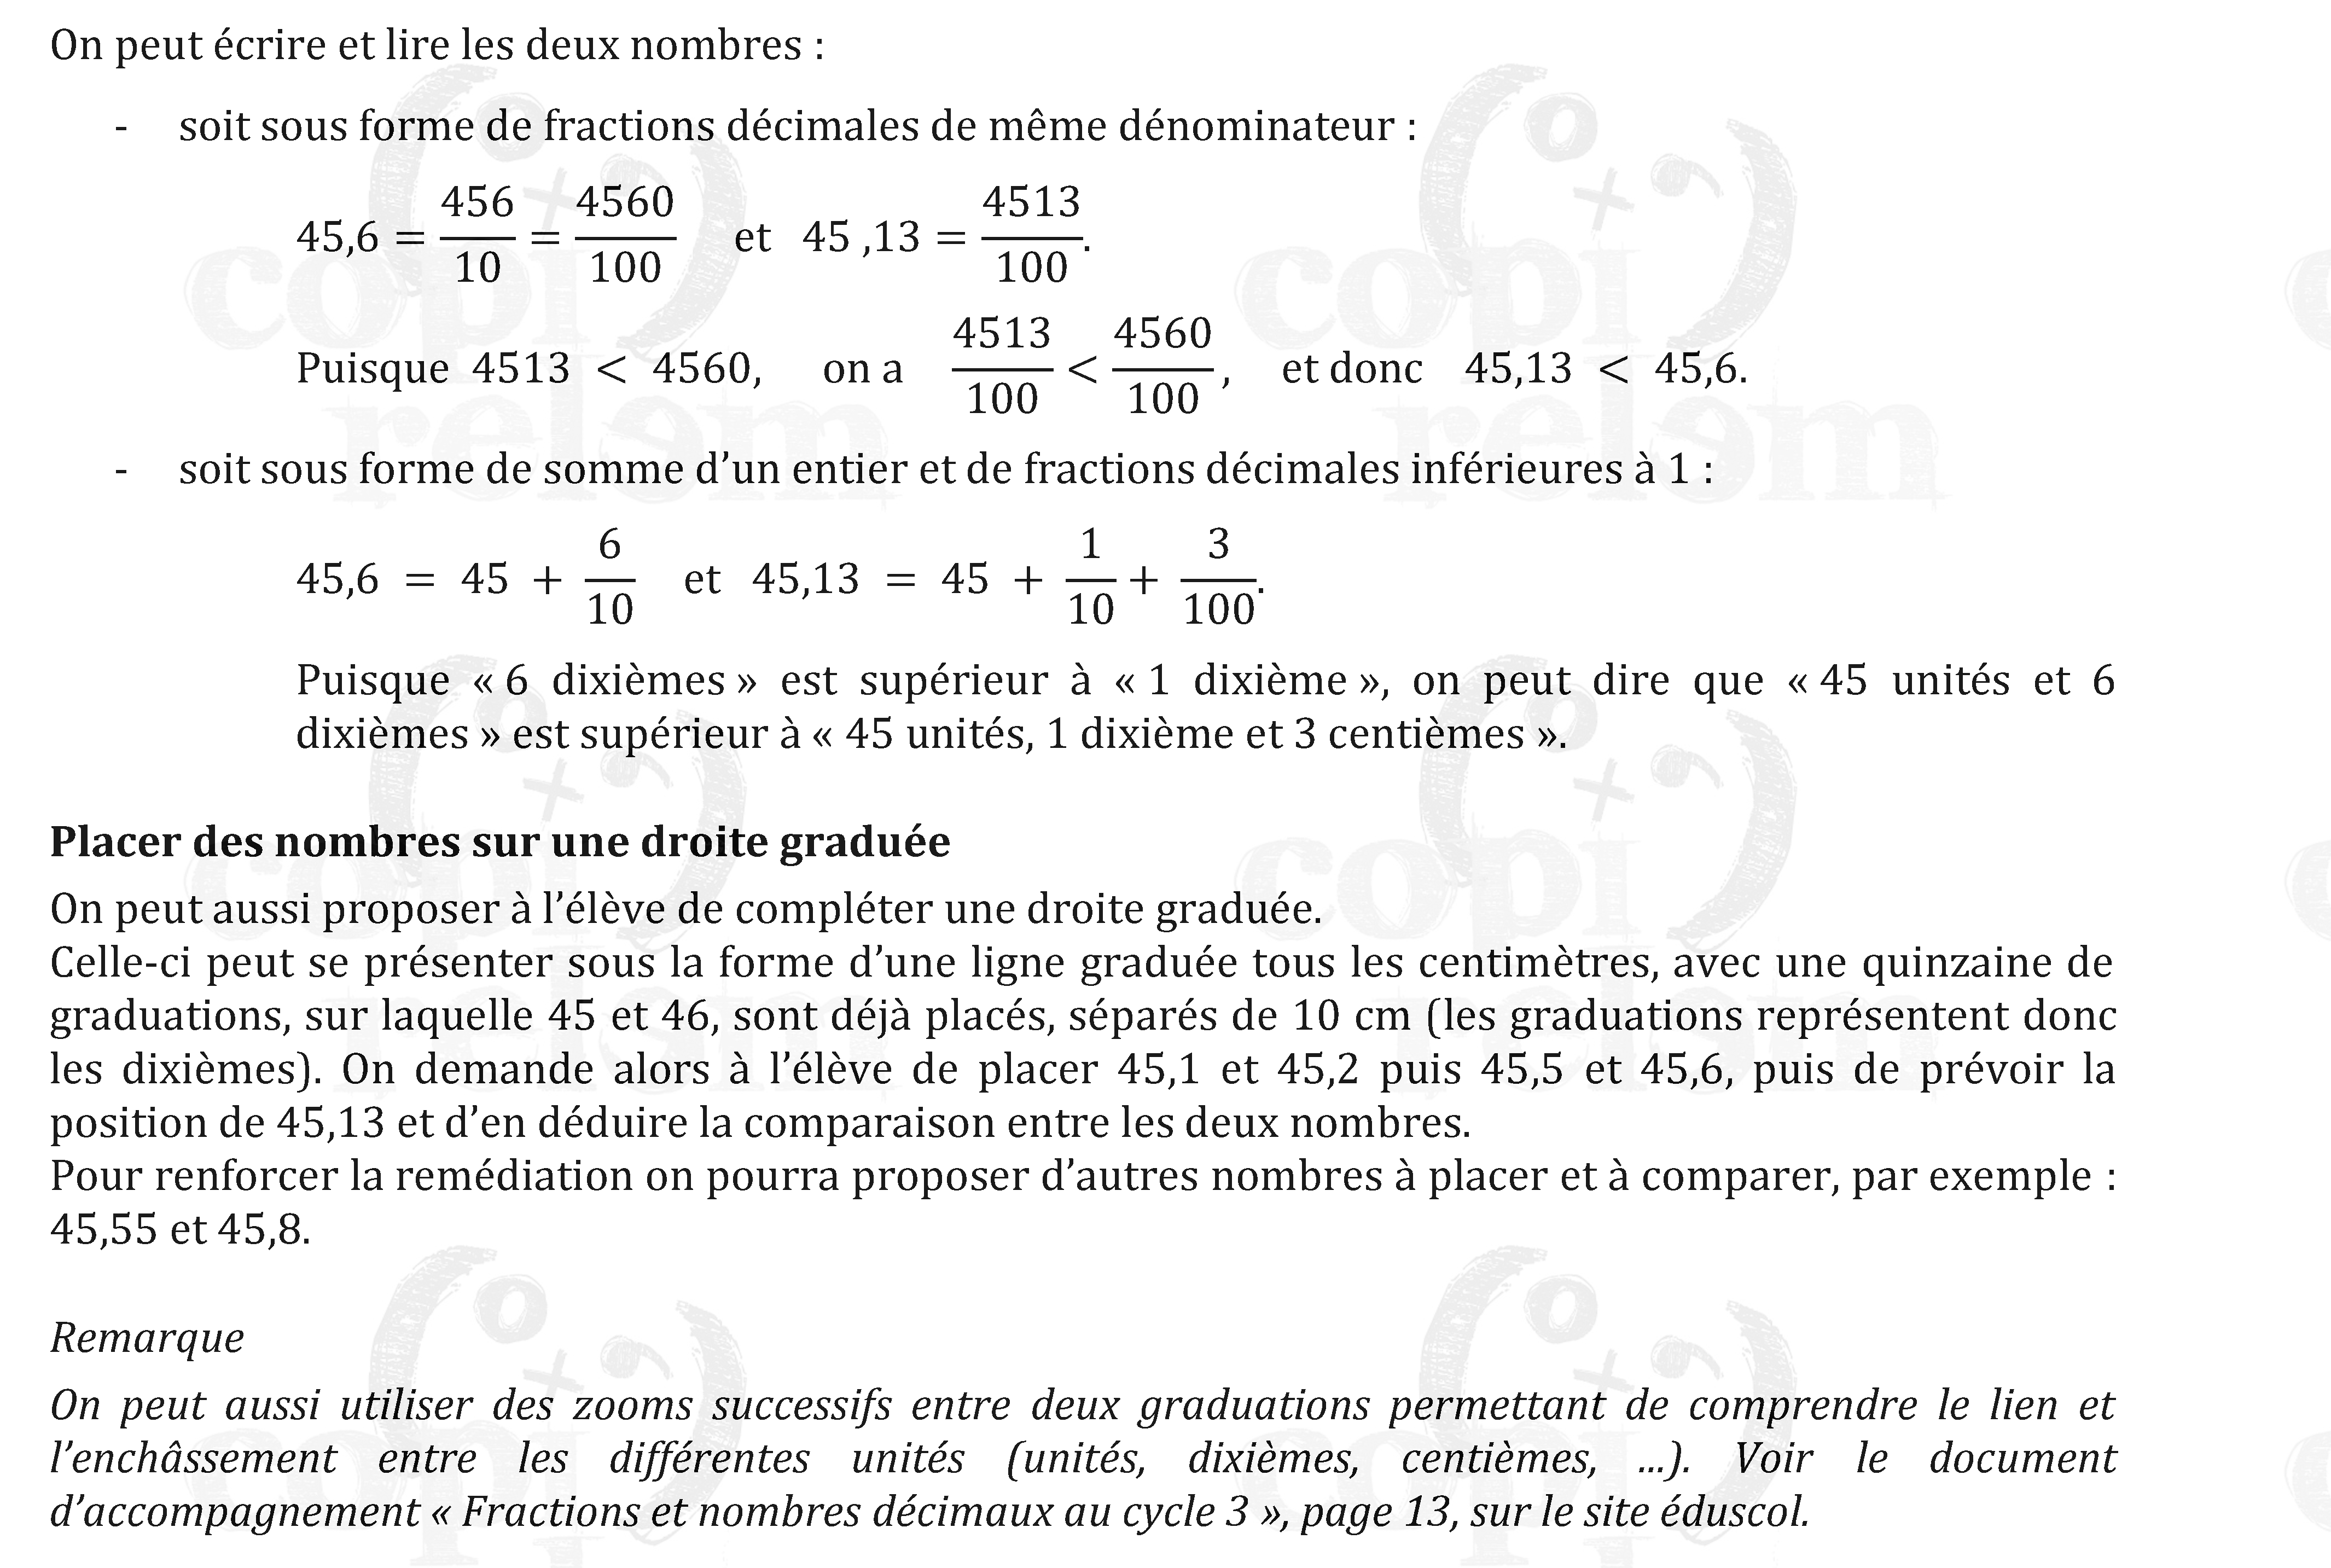 On peut écrire et lire les deux nombres :
- soit sous forme de fractions décimales de même dénominateur :
45,6 = 456/10 = 4560/100 et 45 ,13 = 4513/100.
Puisque 4513 < 4560, on a 4513/100 < 4560/100, et donc 45,13 < 45,6.
- soit sous forme de somme d’un entier et de fractions décimales inférieures à 1 :
45,6 = 45 + 6/10 et 45,13 = 45 + 1/10 + 3/100.
Puisque « 6 dixièmes » est supérieur à « 1 dixième », on peut dire que « 45 unités et 6
dixièmes » est supérieur à « 45 unités, 1 dixième et 3 centièmes ».
Placer des nombres sur une droite graduée
On peut aussi proposer à l’élève de compléter une droite graduée.
Celle-ci peut se présenter sous la forme d’une ligne graduée tous les centimètres, avec une quinzaine de
graduations, sur laquelle 45 et 46, sont déjà placés, séparés de 10 cm (les graduations représentent donc
les dixièmes). On demande alors à l’élève de placer 45,1 et 45,2 puis 45,5 et 45,6, puis de prévoir la
position de 45,13 et d’en déduire la comparaison entre les deux nombres.
Pour renforcer la remédiation on pourra proposer d’autres nombres à placer et à comparer, par exemple :
45,55 et 45,8.
Remarque
On peut aussi utiliser des zooms successifs entre deux graduations permettant de comprendre le lien et
l’enchâssement entre les différentes unités (unités, dixièmes, centièmes, ...). Voir le document
d’accompagnement « Fractions et nombres décimaux au cycle 3 », page 13, sur le site éduscol.
copi
relem